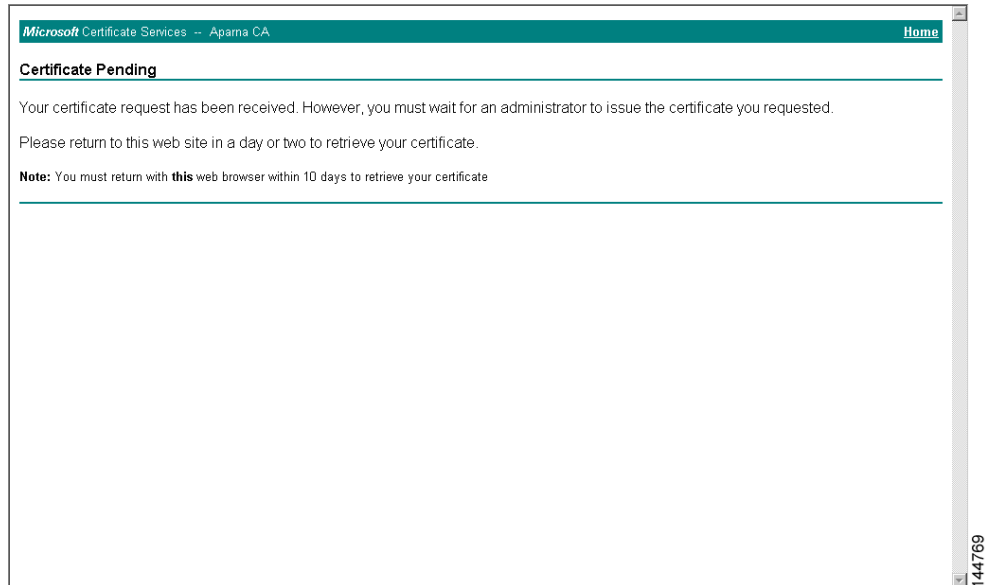 Microsoft Certificate Services -- Aparna CA Home
Certificate Pending
Your certificate request has been received. However, you must wait for an administrator to issue the certificate you requested.
Please return to this web site in a day or two to retrieve your certificate.
Note: You must return with this web browser within 10 days to retrieve your certificate
144769